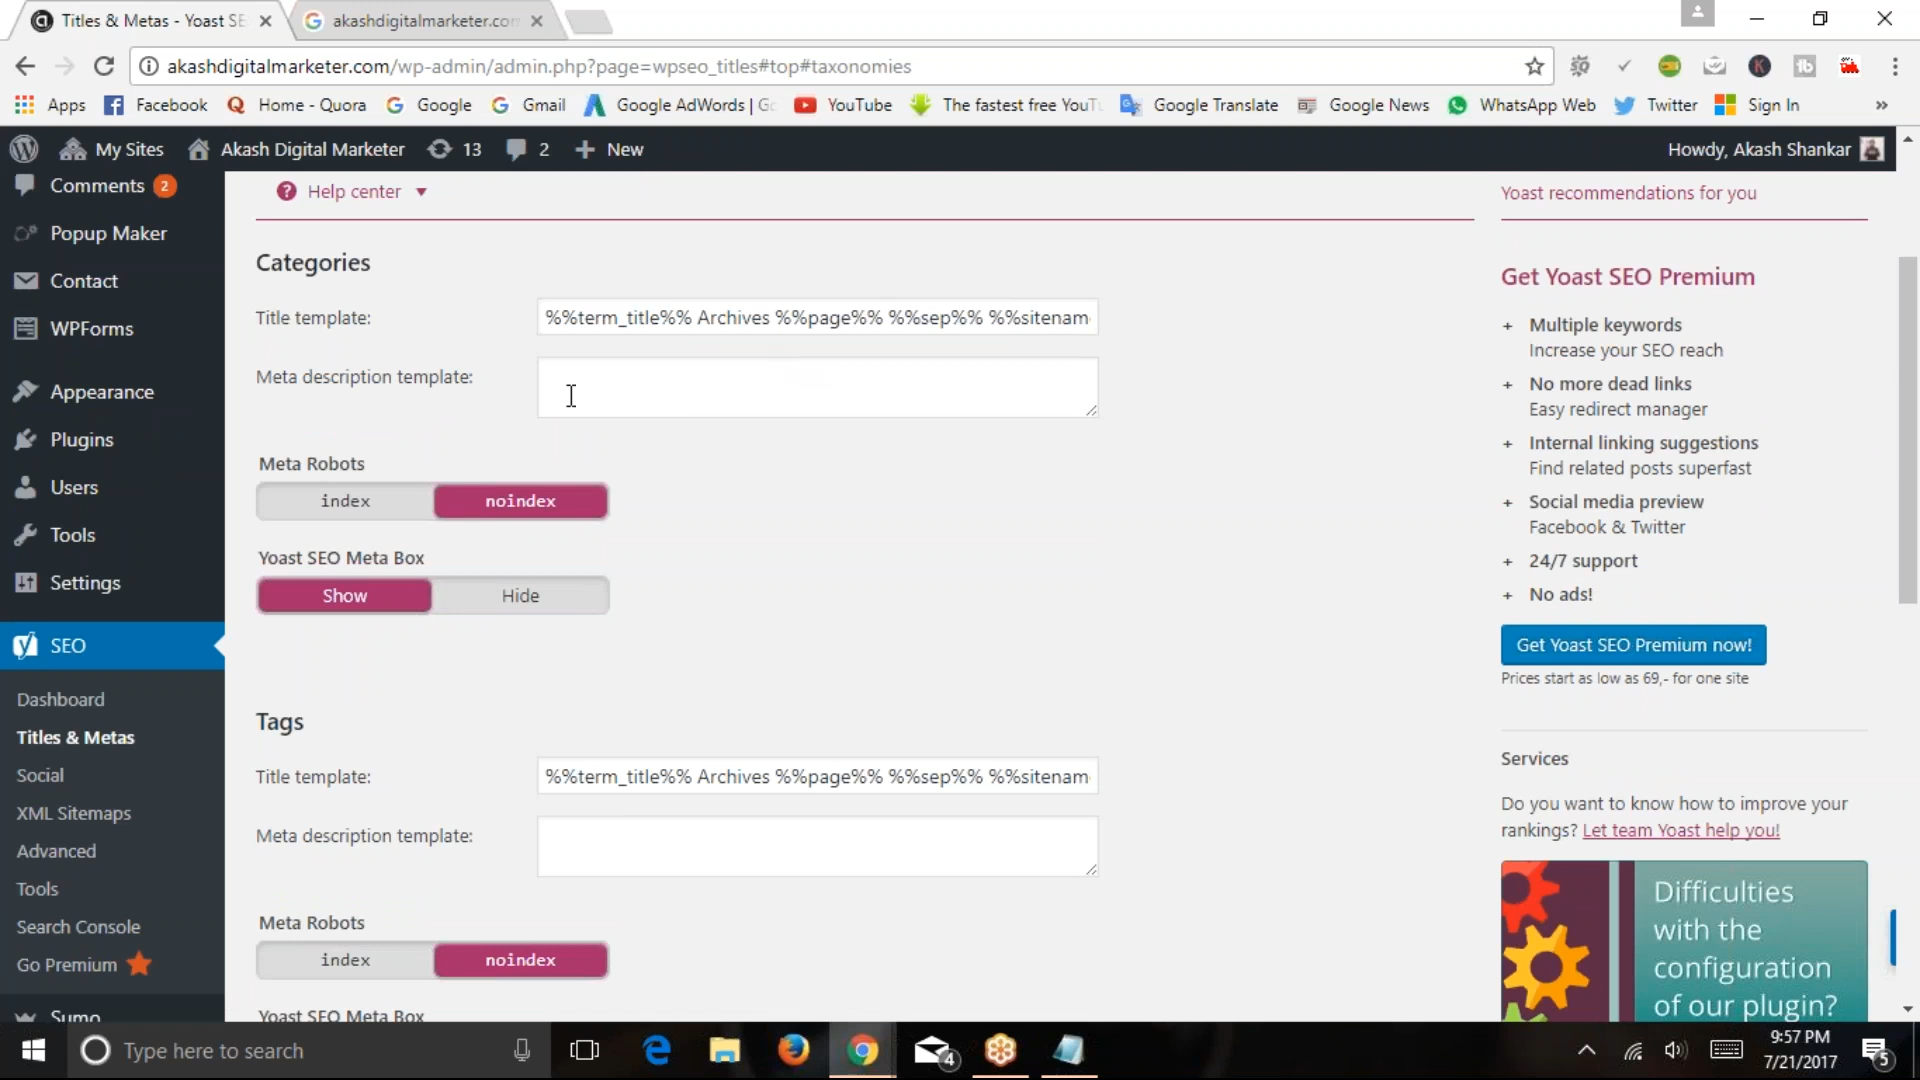 Titles & Metas - Yoast SE
akashdigitalmarketer.com
akashdigitalmarketer.com/wp-admin/admin.php?page=wpseo_titles#top#taxonomies
Apps
Facebook
Home - Quora
Google
Gmail
Google AdWords | Go
YouTube
The fastest free YouTu
Google Translate
Google News
WhatsApp Web
Twitter
Sign In
»
My Sites
Akash Digital Marketer
13
2
New
Howdy, Akash Shankar
Comments 2
Popup Maker
Contact
WPForms
Appearance
Plugins
Users
Tools
Settings
SEO
Dashboard
Titles & Metas
Social
XML Sitemaps
Advanced
Tools
Search Console
Go Premium
Sumo
Help center
Categories
Title template:
%%term_title%% Archives %%page%% %%sep%% %%sitenam
Meta description template:
Meta Robots
index
noindex
Yoast SEO Meta Box
Show
Hide
Tags
Title template:
%%term_title%% Archives %%page%% %%sep%% %%sitenam
Meta description template:
Meta Robots
index
noindex
Yoast SEO Meta Box
Yoast recommendations for you
Get Yoast SEO Premium
+ Multiple keywords
Increase your SEO reach
+ No more dead links
Easy redirect manager
+ Internal linking suggestions
Find related posts superfast
+ Social media preview
Facebook & Twitter
+ 24/7 support
+ No ads!
Get Yoast SEO Premium now!
Prices start as low as 69,- for one site
Services
Do you want to know how to improve your
rankings? Let team Yoast help you!
Difficulties
with the
configuration
of our plugin?
Type here to search
4
9:57 PM
7/21/2017
5